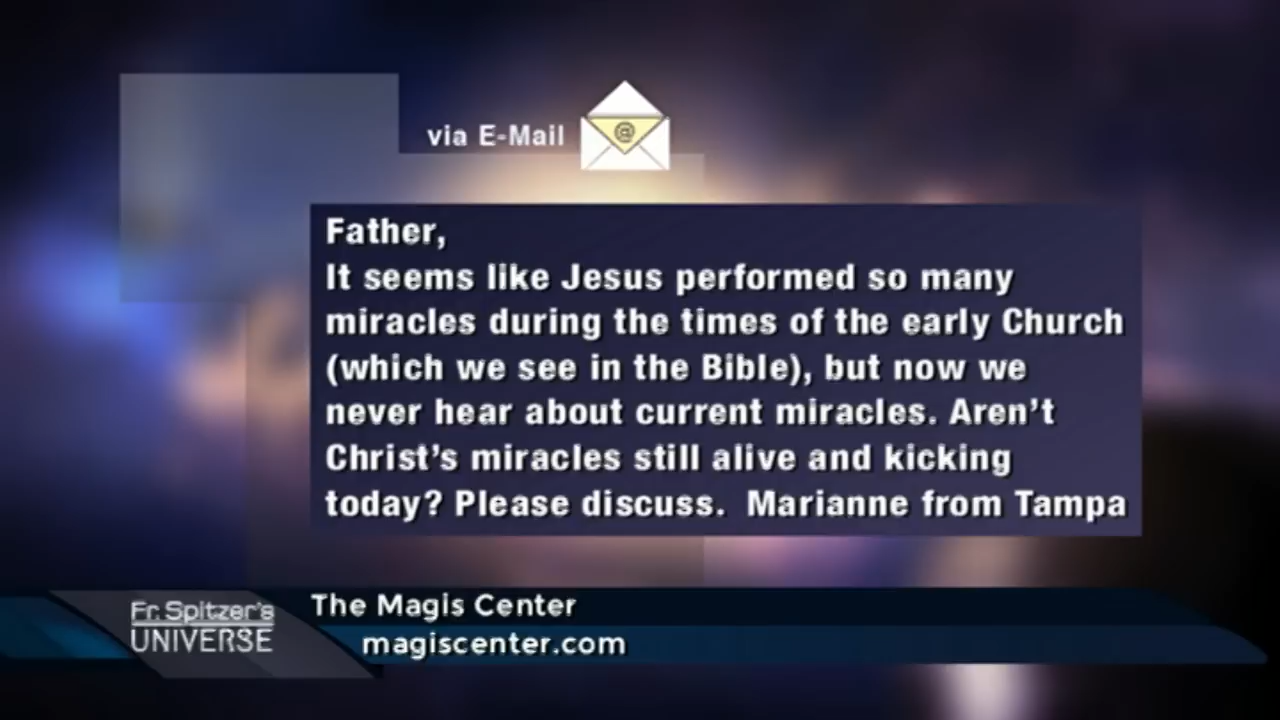 via E-Mail
@
Father,
It seems like Jesus performed so many
miracles during the times of the early Church
(which we see in the Bible), but now we
never hear about current miracles. Aren't
Christ's miracles still alive and kicking
today? Please discuss.  Marianne from Tampa
Fr. Spitzer's
UNIVERSE
The Magis Center
magiscenter.com